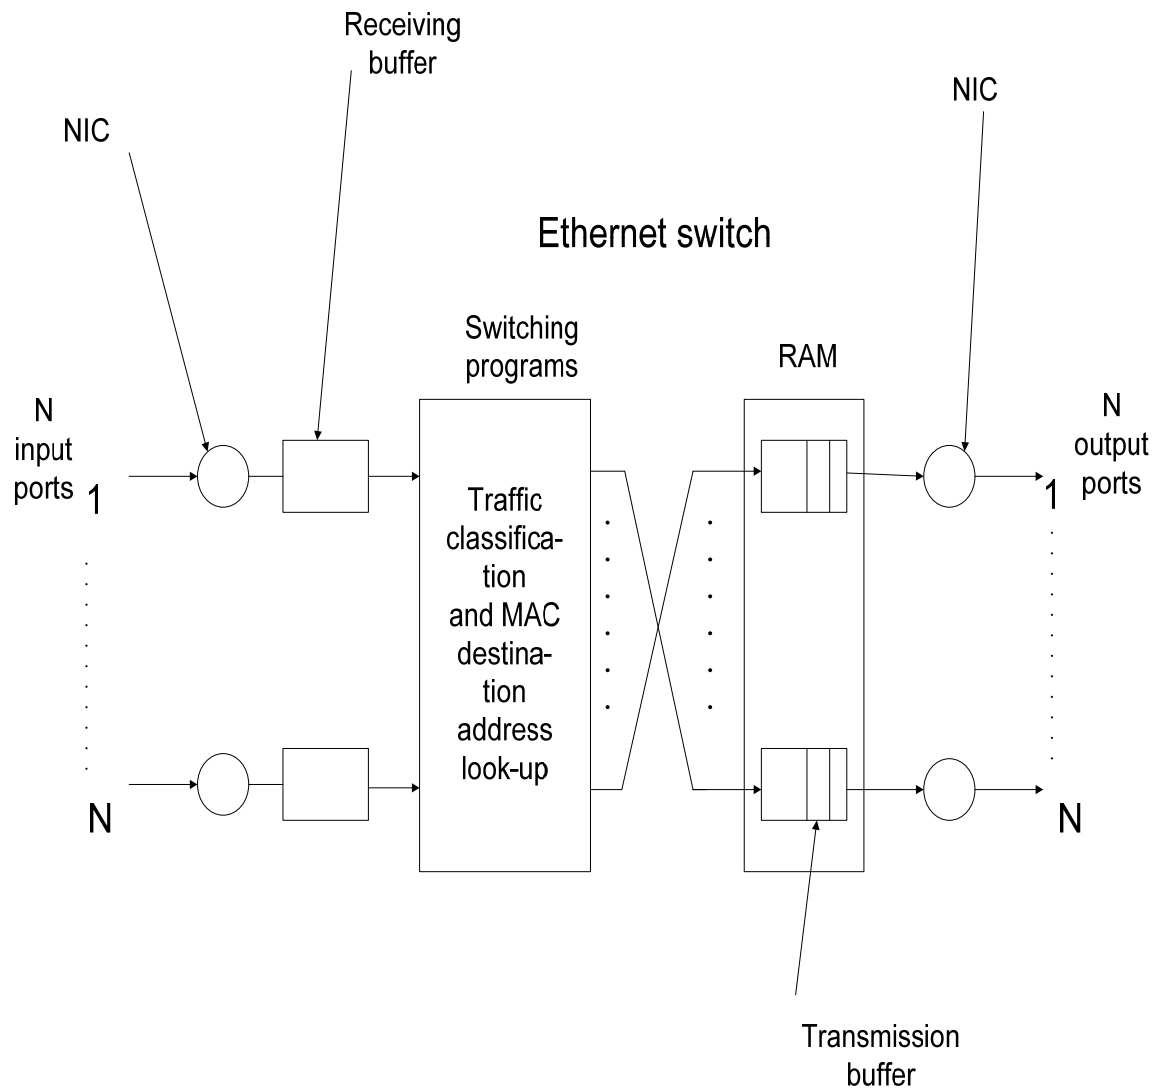 Receiving
buffer
NIC
NIC
Ethernet switch
Switching
programs
RAM
N
input
ports
1
N
output
ports
1
Traffic
classifica-
tion
and MAC
destina-
tion
address
look-up
N
N
Transmission
buffer